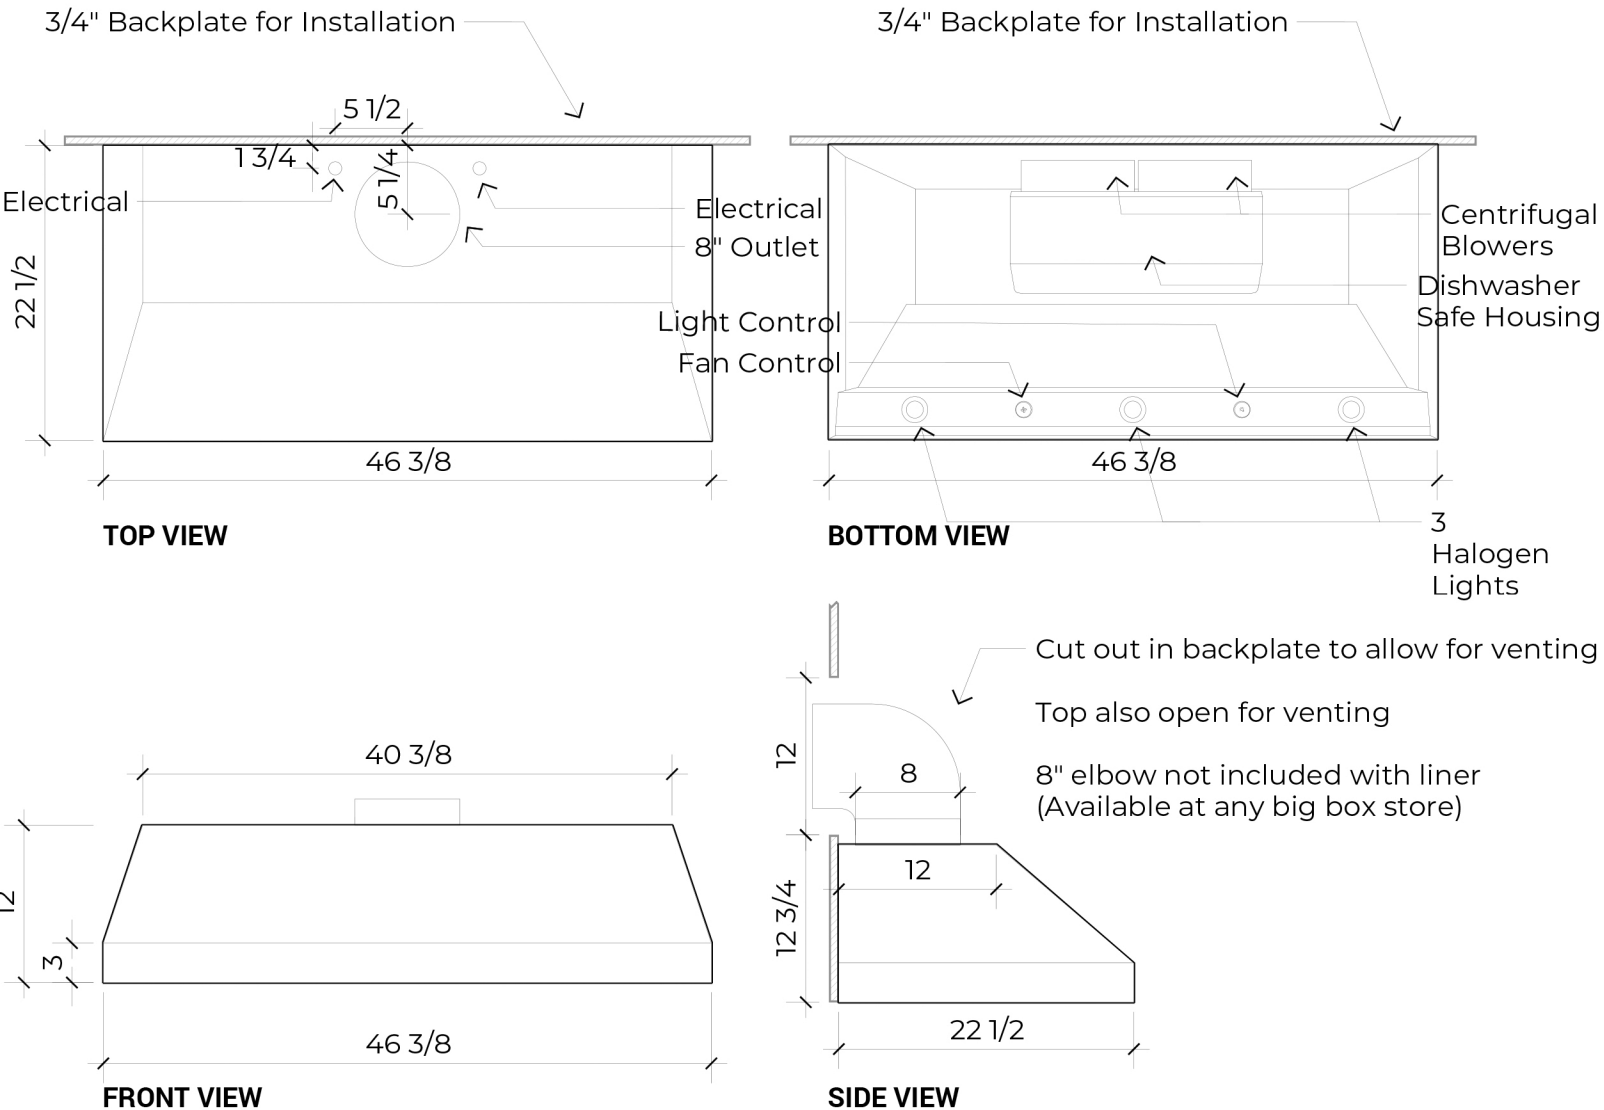 3/4" Backplate for Installation
5 1/2
1 3/4
5 1/4
Electrical
Electrical
8" Outlet
22 1/2
46 3/8
TOP VIEW
3/4" Backplate for Installation
Centrifugal
Blowers
Dishwasher
Safe Housing
Light Control
Fan Control
46 3/8
3
Halogen
Lights
BOTTOM VIEW
40 3/8
12
3
46 3/8
FRONT VIEW
Cut out in backplate to allow for venting
Top also open for venting
8" elbow not included with liner
(Available at any big box store)
12
8
12
12 3/4
22 1/2
SIDE VIEW